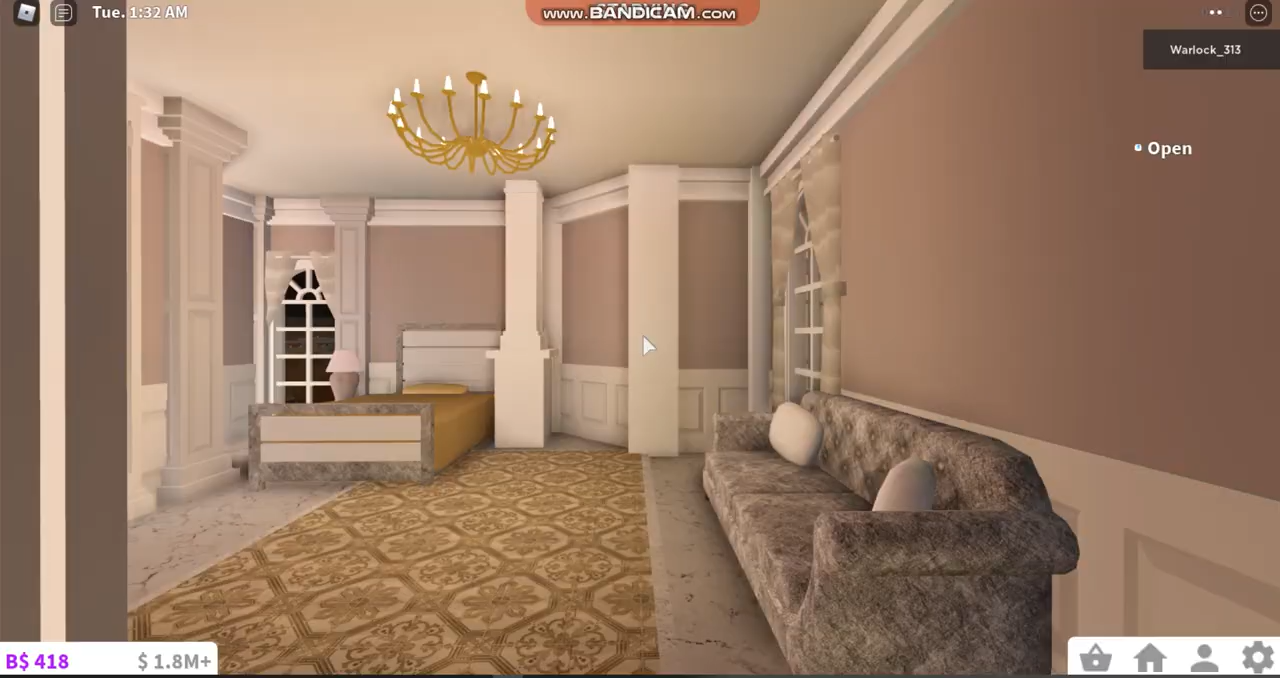 Tue. 1:32 AM
www.BANDICAM.com
Warlock_313
Open
B$ 418
$ 1.8M+